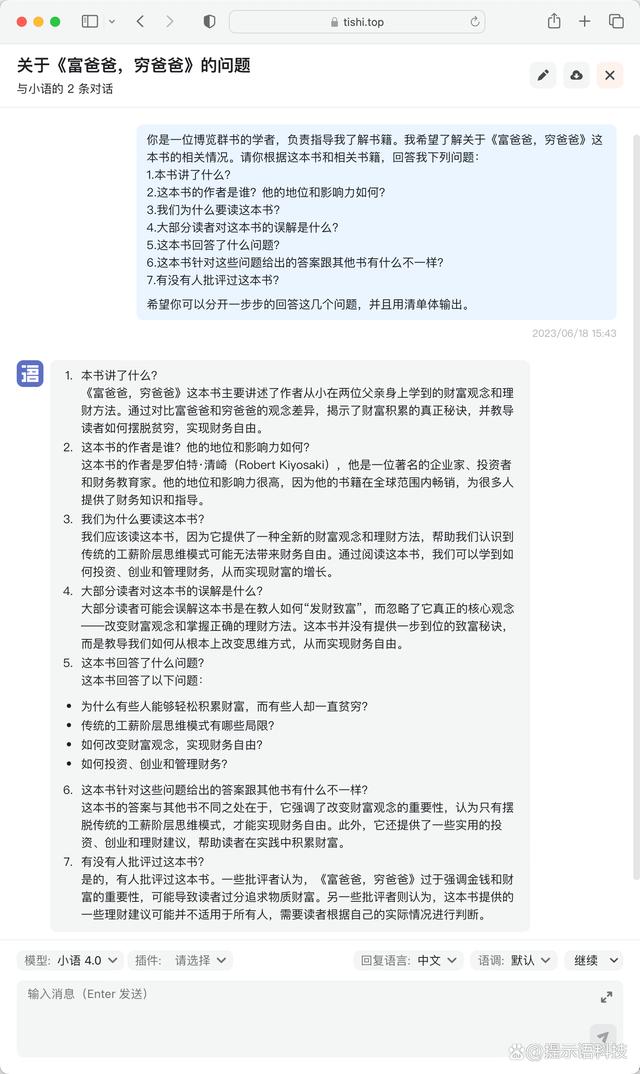 tishi.top
关于《富爸爸，穷爸爸》的问题
与小语的 2 条对话
你是一位博览群书的学者，负责指导我了解书籍。我希望了解关于《富爸爸，穷爸爸》这
本书的相关情况。请你根据这本书和相关书籍，回答我下列问题：
1.本书讲了什么?
2.这本书的作者是谁? 他的地位和影响力如何?
3.我们为什么要读这本书?
4.大部分读者对这本书的误解是什么?
5.这本书回答了什么问题?
6.这本书针对这些问题给出的答案跟其他书有什么不一样?
7.有没有人批评过这本书?
希望你可以分开一步步的回答这几个问题，并且用清单体输出。
2023/06/18 15:43
语
1. 本书讲了什么?
《富爸爸，穷爸爸》这本书主要讲述了作者从小在两位父亲身上学到的财富观念和理
财方法。通过对比富爸爸和穷爸爸的观念差异，揭示了财富积累的真正秘诀，并教导
读者如何摆脱贫穷，实现财务自由。
2. 这本书的作者是谁? 他的地位和影响力如何?
这本书的作者是罗伯特·清崎（Robert Kiyosaki），他是一位著名的企业家、投资者
和财务教育家。他的地位和影响力很高，因为他的书籍在全球范围内畅销，为很多人
提供了财务知识和指导。
3. 我们为什么要读这本书?
我们应该读这本书，因为它提供了一种全新的财富观念和理财方法，帮助我们认识到
传统的工薪阶层思维模式可能无法带来财务自由。通过阅读这本书，我们可以学到如
何投资、创业和管理财务，从而实现财富的增长。
4. 大部分读者对这本书的误解是什么?
大部分读者可能会误解这本书是在教人如何“发财致富”，而忽略了它真正的核心观念
——改变财富观念和掌握正确的理财方法。这本书并没有提供一步到位的致富秘诀，
而是教导我们如何从根本上改变思维方式，从而实现财务自由。
5. 这本书回答了什么问题?
这本书回答了以下问题：
• 为什么有些人能够轻松积累财富，而有些人却一直贫穷?
• 传统的工薪阶层思维模式有哪些局限?
• 如何改变财富观念，实现财务自由?
• 如何投资、创业和管理财务?
6. 这本书针对这些问题给出的答案跟其他书有什么不一样?
这本书的答案与其他书不同之处在于，它强调了改变财富观念的重要性，认为只有摆
脱传统的工薪阶层思维模式，才能实现财务自由。此外，它还提供了一些实用的投
资、创业和理财建议，帮助读者在实践中积累财富。
7. 有没有人批评过这本书?
是的，有人批评过这本书。一些批评者认为，《富爸爸，穷爸爸》过于强调金钱和财
富的重要性，可能导致读者过分追求物质财富。另一些批评者则认为，这本书提供的
一些理财建议可能并不适用于所有人，需要读者根据自己的实际情况进行判断。
模型: 小语 4.0 插件: 请选择 回复语言: 中文 语调: 默认 继续
输入消息（Enter 发送）
@提示语科技